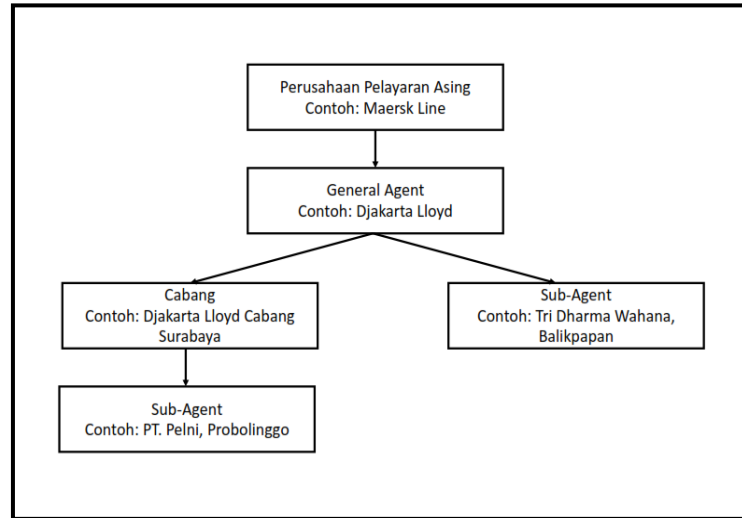 Perusahaan Pelayaran Asing
Contoh: Maersk Line
General Agent
Contoh: Djakarta Lloyd
Cabang
Contoh: Djakarta Lloyd Cabang
Surabaya
Sub-Agent
Contoh: Tri Dharma Wahana,
Balikpapan
Sub-Agent
Contoh: PT. Pelni, Probolinggo